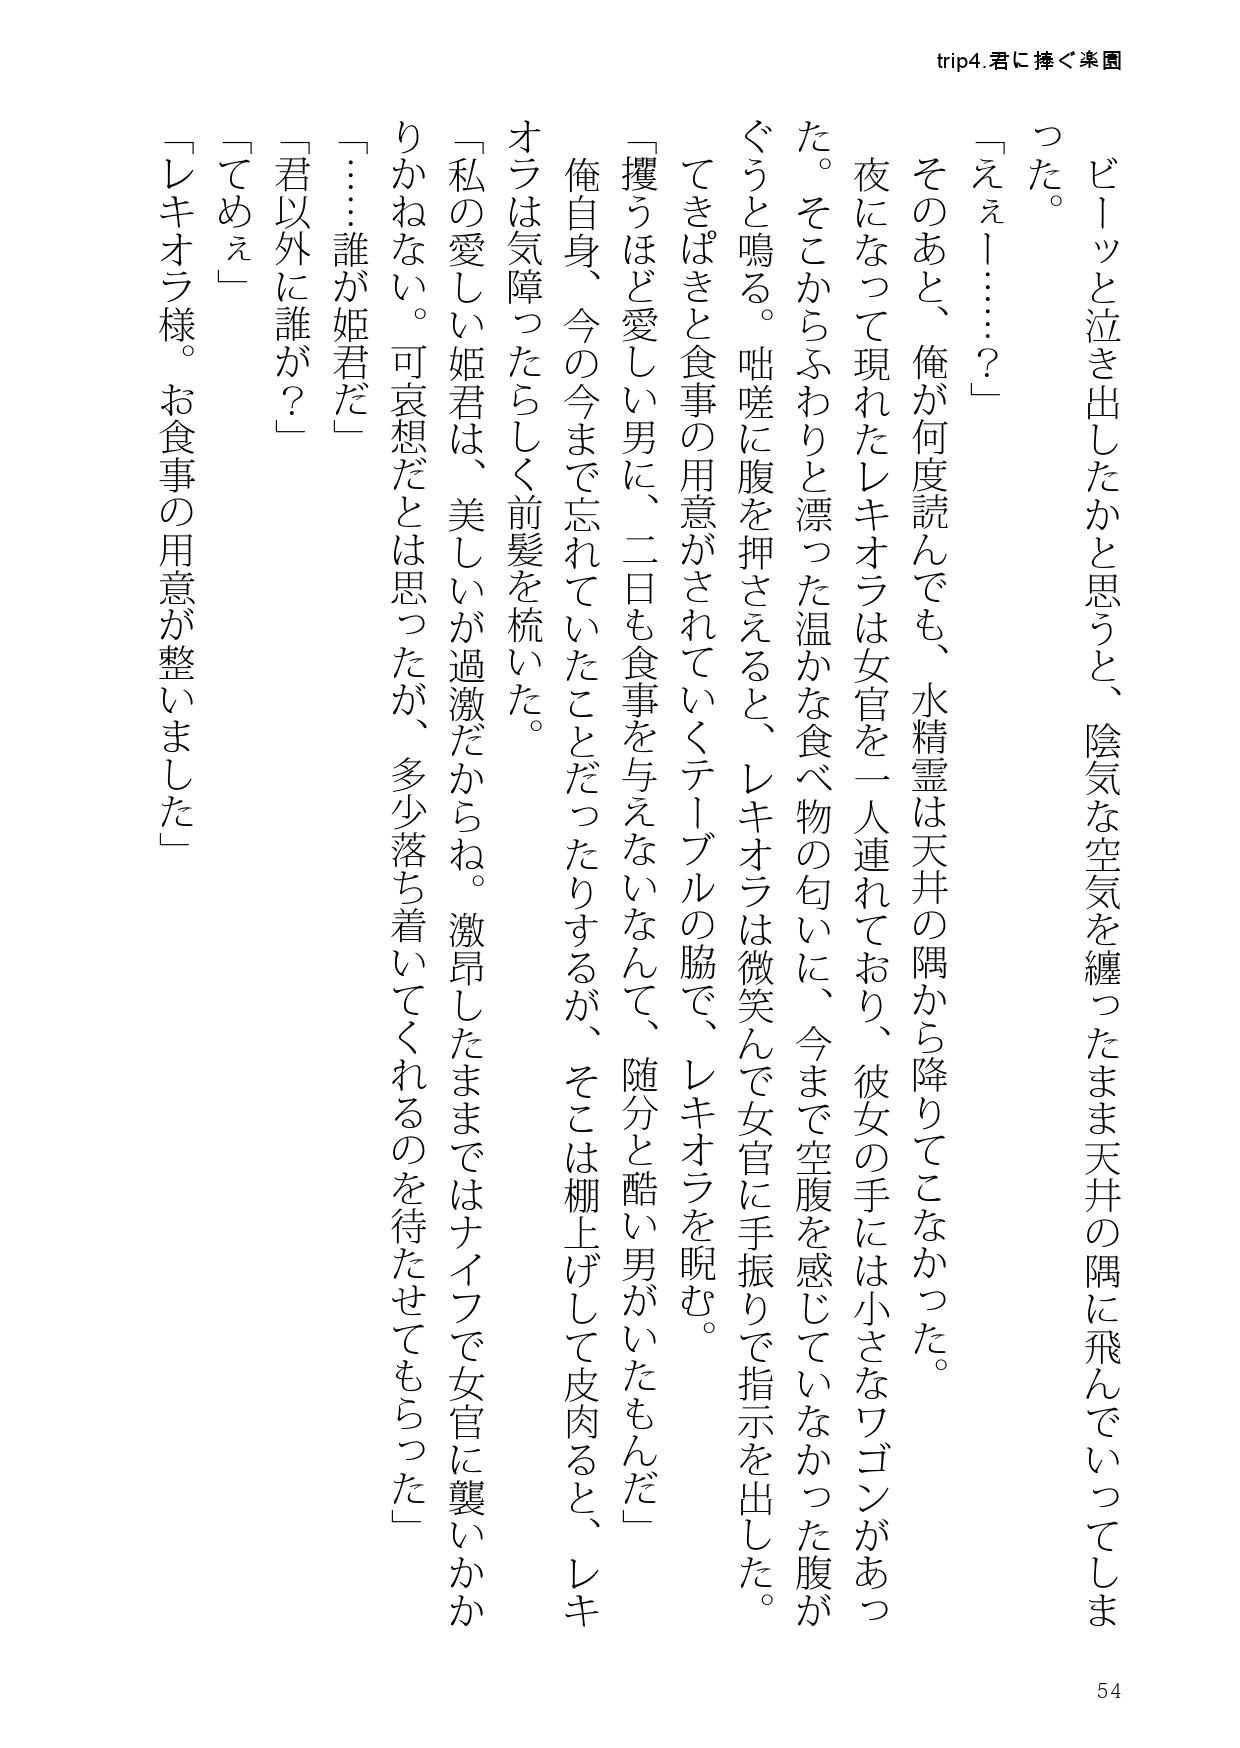 trip4.君に捧ぐ楽園
　ビーッと泣き出したかと思うと、陰気な空気を纏ったまま天井の隅に飛んでいってしま
った。
「えぇー……？」
　そのあと、俺が何度読んでも、水精霊は天井の隅から降りてこなかった。
　夜になって現れたレキオラは女官を一人連れており、彼女の手には小さなワゴンがあっ
た。そこからふわりと漂った温かな食べ物の匂いに、今まで空腹を感じていなかった腹が
ぐうと鳴る。咄嗟に腹を押さえると、レキオラは微笑んで女官に手振りで指示を出した。
　てきぱきと食事の用意がされていくテーブルの脇で、レキオラを睨む。
「攫うほど愛しい男に、二日も食事を与えないなんて、随分と酷い男がいたもんだ」
　俺自身、今の今まで忘れていたことだったりするが、そこは棚上げして皮肉ると、レキ
オラは気障ったらしく前髪を梳いた。
「私の愛しい姫君は、美しいが過激だからね。激昂したままではナイフで女官に襲いかか
りかねない。可哀想だとは思ったが、多少落ち着いてくれるのを待たせてもらった」
「……誰が姫君だ」
「君以外に誰が？」
「てめぇ」
「レキオラ様。お食事の用意が整いました」
54